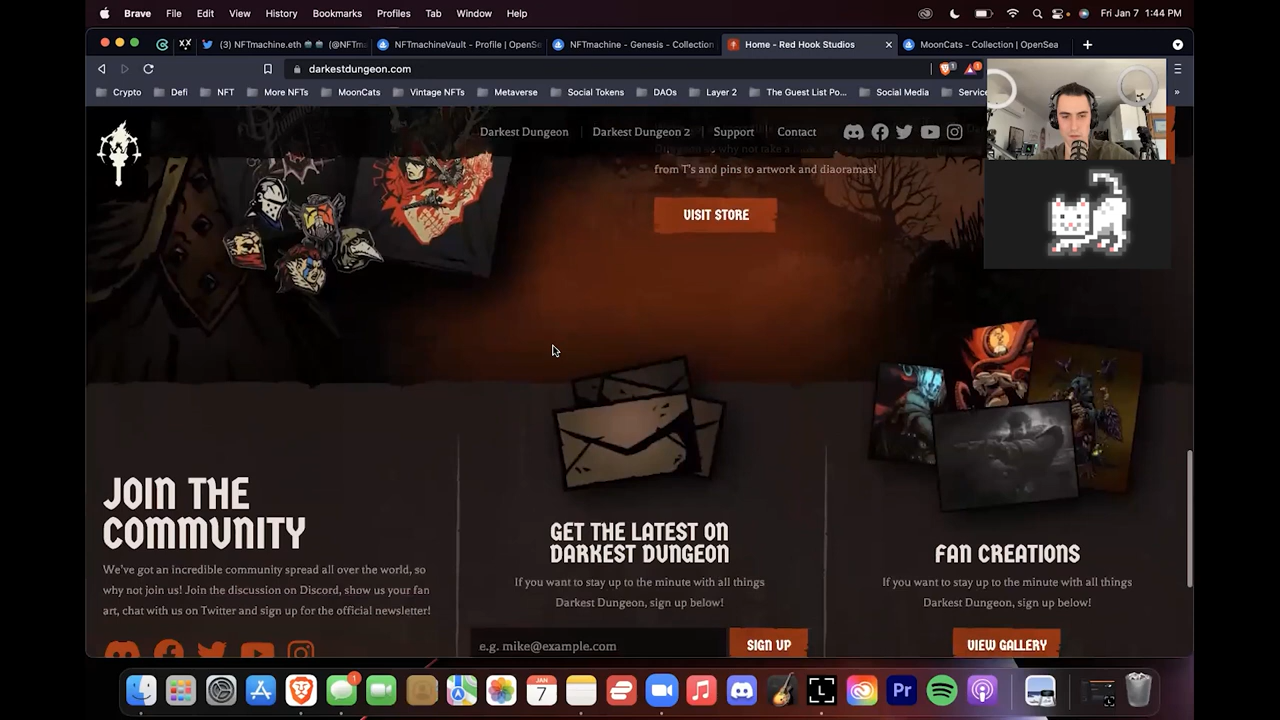 Brave File Edit View History Bookmarks Profiles Tab Window Help Fri Jan 7 1:44 PM
(3) NFTmachine.eth (@NFTm NFTmachineVault - Profile | OpenS NFTmachine - Genesis - Collection Home - Red Hook Studios MoonCats - Collection | OpenSea
darkestdungeon.com
Crypto Defi NFT More NFTs MoonCats Vintage NFTs Metaverse Social Tokens DAOs Layer 2 The Guest List Po... Social Media Servic
Darkest Dungeon Darkest Dungeon 2 Support Contact
from T's and pins to artwork and diaoramas!
VISIT STORE
JOIN THE
COMMUNITY
We've got an incredible community spread all over the world, so
why not join us! Join the discussion on Discord, show us your fan
art, chat with us on Twitter and sign up for the official newsletter!
GET THE LATEST ON
DARKEST DUNGEON
If you want to stay up to the minute with all things
Darkest Dungeon, sign up below!
e.g. mike@example.com SIGN UP
FAN CREATIONS
If you want to stay up to the minute with all things
Darkest Dungeon, sign up below!
VIEW GALLERY
JAN
7